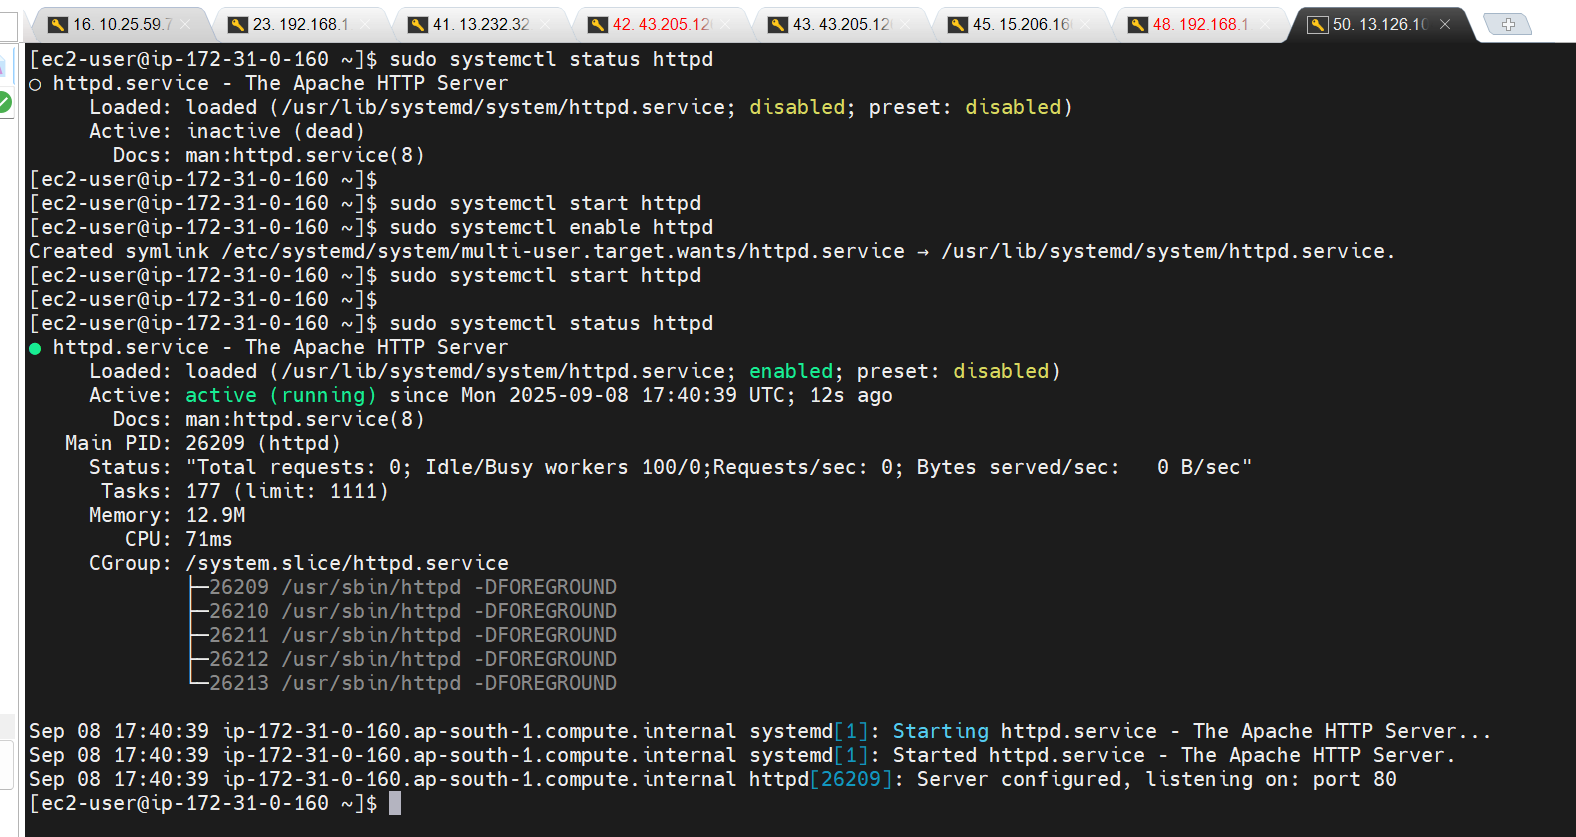 16. 10.25.59.7
23. 192.168.1
41. 13.232.32
42. 43.205.12
43. 43.205.12
45. 15.206.16
48. 192.168.1
50. 13.126.10
[ec2-user@ip-172-31-0-160 ~]$ sudo systemctl status httpd
○ httpd.service - The Apache HTTP Server
Loaded: loaded (/usr/lib/systemd/system/httpd.service; disabled; preset: disabled)
Active: inactive (dead)
Docs: man:httpd.service(8)
[ec2-user@ip-172-31-0-160 ~]$
[ec2-user@ip-172-31-0-160 ~]$ sudo systemctl start httpd
[ec2-user@ip-172-31-0-160 ~]$ sudo systemctl enable httpd
Created symlink /etc/systemd/system/multi-user.target.wants/httpd.service → /usr/lib/systemd/system/httpd.service.
[ec2-user@ip-172-31-0-160 ~]$ sudo systemctl start httpd
[ec2-user@ip-172-31-0-160 ~]$
[ec2-user@ip-172-31-0-160 ~]$ sudo systemctl status httpd
● httpd.service - The Apache HTTP Server
Loaded: loaded (/usr/lib/systemd/system/httpd.service; enabled; preset: disabled)
Active: active (running) since Mon 2025-09-08 17:40:39 UTC; 12s ago
Docs: man:httpd.service(8)
Main PID: 26209 (httpd)
Status: "Total requests: 0; Idle/Busy workers 100/0;Requests/sec: 0; Bytes served/sec:   0 B/sec"
Tasks: 177 (limit: 1111)
Memory: 12.9M
CPU: 71ms
CGroup: /system.slice/httpd.service
├─26209 /usr/sbin/httpd -DFOREGROUND
├─26210 /usr/sbin/httpd -DFOREGROUND
├─26211 /usr/sbin/httpd -DFOREGROUND
├─26212 /usr/sbin/httpd -DFOREGROUND
└─26213 /usr/sbin/httpd -DFOREGROUND
Sep 08 17:40:39 ip-172-31-0-160.ap-south-1.compute.internal systemd[1]: Starting httpd.service - The Apache HTTP Server...
Sep 08 17:40:39 ip-172-31-0-160.ap-south-1.compute.internal systemd[1]: Started httpd.service - The Apache HTTP Server.
Sep 08 17:40:39 ip-172-31-0-160.ap-south-1.compute.internal httpd[26209]: Server configured, listening on: port 80
[ec2-user@ip-172-31-0-160 ~]$